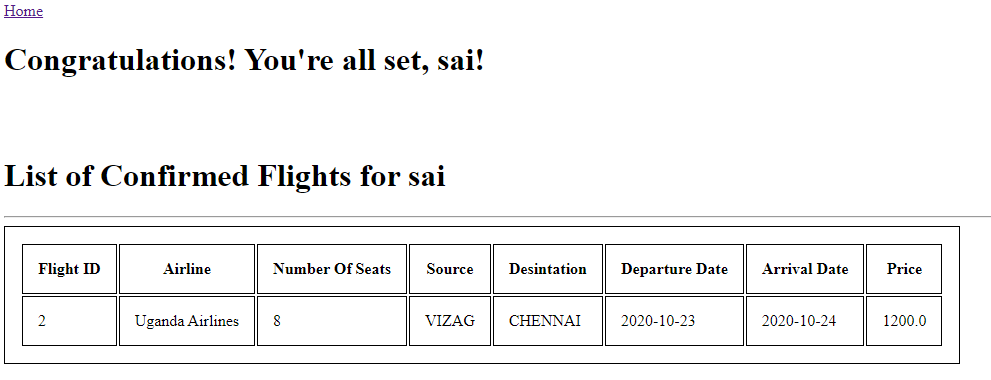 Home
Congratulations! You're all set, sai!
List of Confirmed Flights for sai
Flight ID Airline Number Of Seats Source Desintation Departure Date Arrival Date Price
2 Uganda Airlines 8 VIZAG CHENNAI 2020-10-23 2020-10-24 1200.0